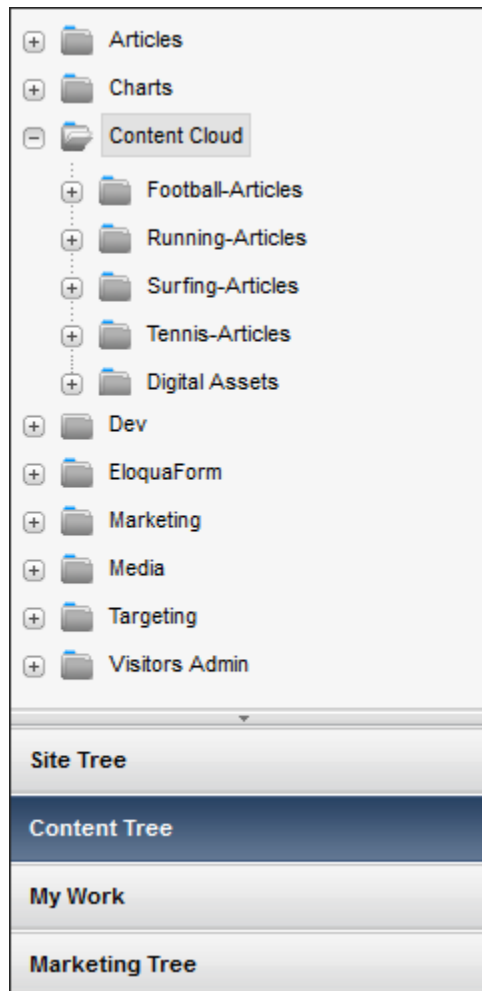 Articles
Charts
Content Cloud
Football-Articles
Running-Articles
Surfing-Articles
Tennis-Articles
Digital Assets
Dev
EloquaForm
Marketing
Media
Targeting
Visitors Admin
Site Tree
Content Tree
My Work
Marketing Tree